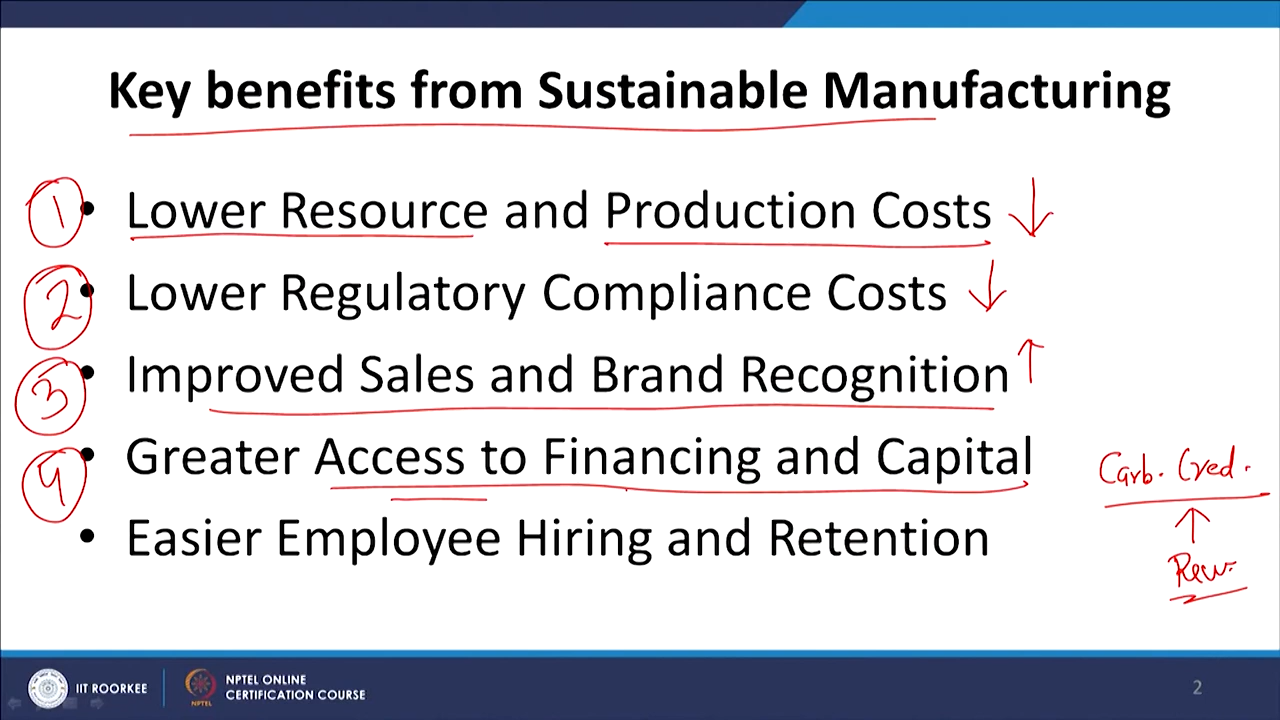 Key benefits from Sustainable Manufacturing
1 • Lower Resource and Production Costs ↓
2 • Lower Regulatory Compliance Costs ↓
3 • Improved Sales and Brand Recognition ↑
4 • Greater Access to Financing and Capital
Carb. Cred.
↑
• Easier Employee Hiring and Retention
IIT ROORKEE
NPTEL
NPTEL ONLINE
CERTIFICATION COURSE
2